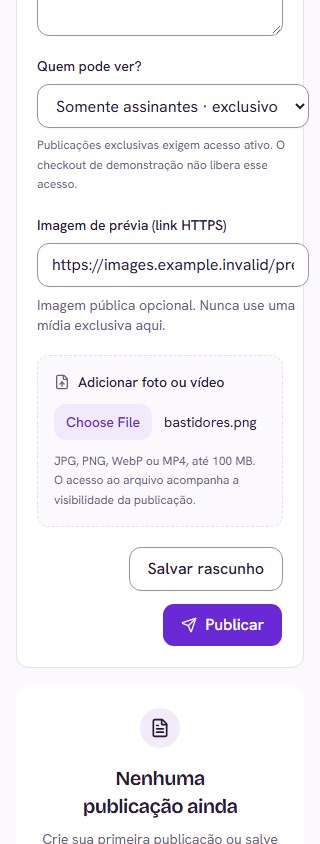 Quem pode ver?
Somente assinantes · exclusivo
Publicações exclusivas exigem acesso ativo. O
checkout de demonstração não libera esse
acesso.
Imagem de prévia (link HTTPS)
https://images.example.invalid/pre
Imagem pública opcional. Nunca use uma
mídia exclusiva aqui.
Adicionar foto ou vídeo
Choose File bastidores.png
JPG, PNG, WebP ou MP4, até 100 MB.
O acesso ao arquivo acompanha a
visibilidade da publicação.
Salvar rascunho
Publicar
Nenhuma
publicação ainda
Crie sua primeira publicação ou salve